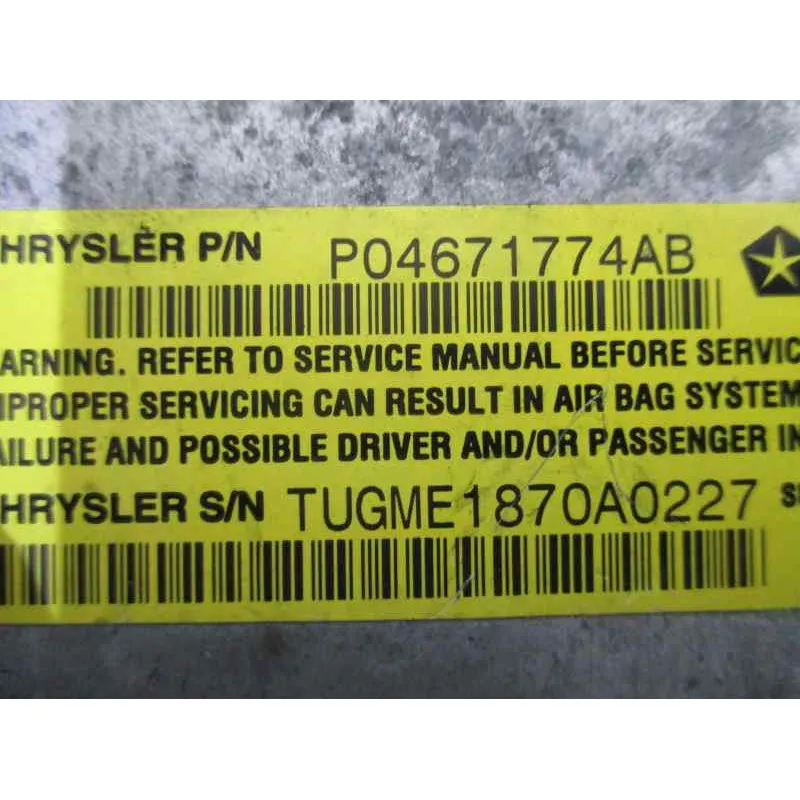 HRYSLER P/N P04671774AB
ARNING. REFER TO SERVICE MANUAL BEFORE SERVIC
PROPER SERVICING CAN RESULT IN AIR BAG SYSTEM
AILURE AND POSSIBLE DRIVER AND/OR PASSENGER IN
HRYSLER S/N TUGME1870A0227 S